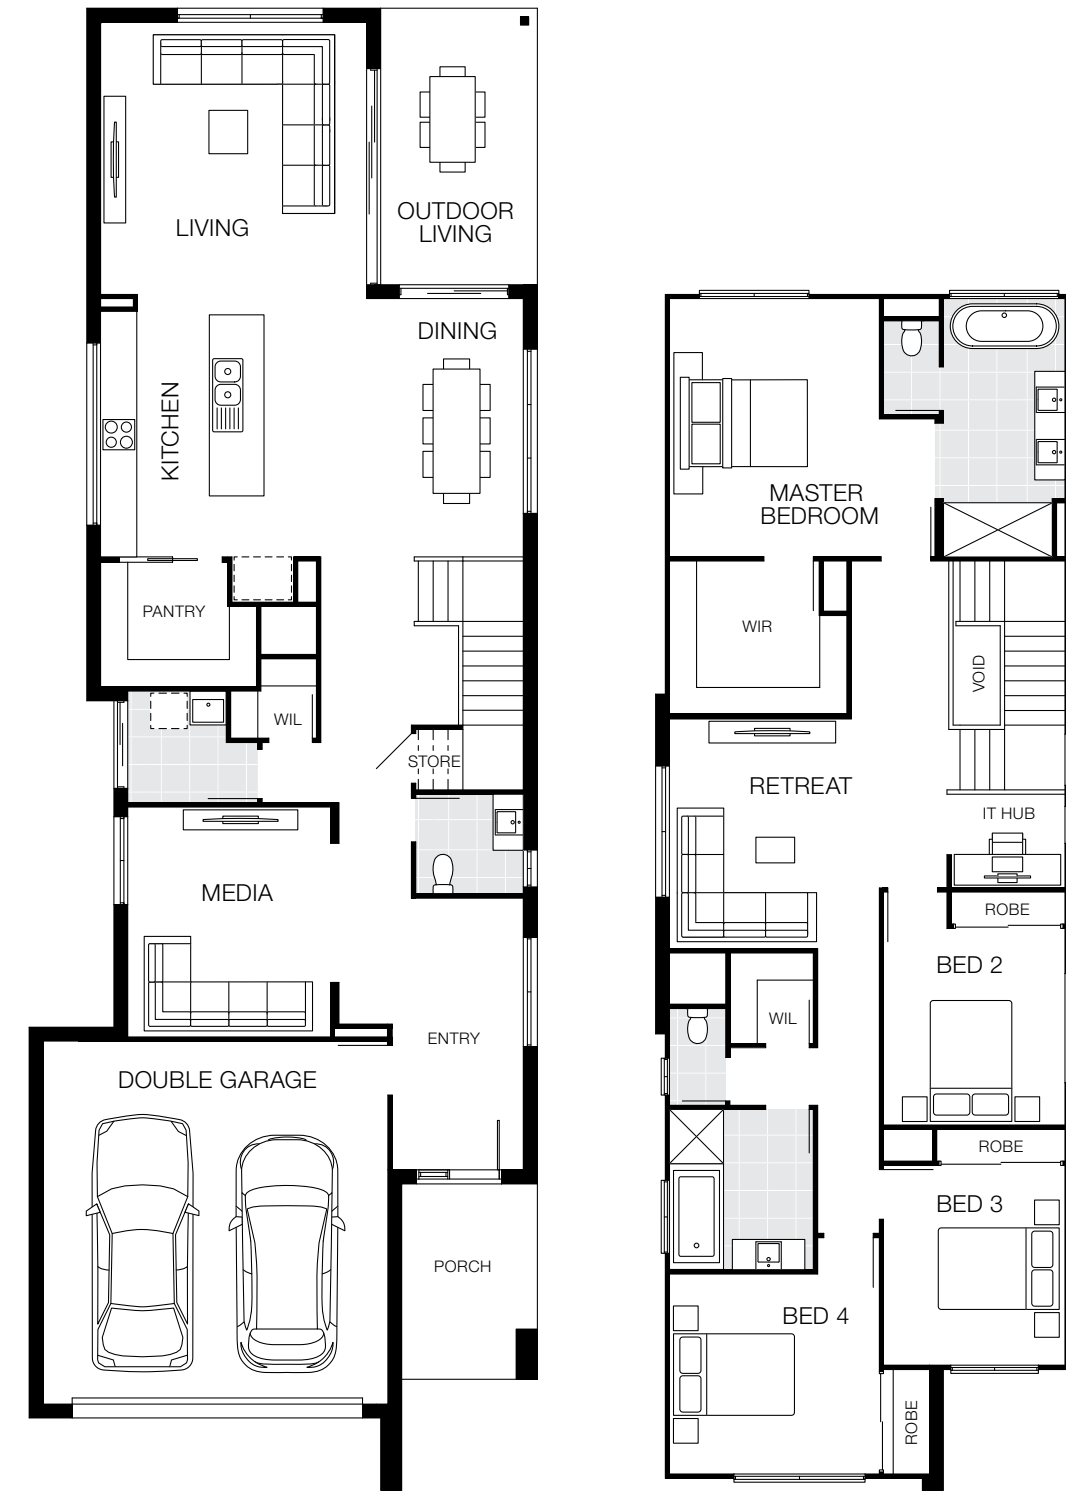 LIVING
OUTDOOR
LIVING
DINING
KITCHEN
PANTRY
WIL
STORE
MEDIA
ENTRY
DOUBLE GARAGE
PORCH
MASTER
BEDROOM
WIR
VOID
RETREAT
IT HUB
ROBE
BED 2
WIL
ROBE
BED 3
BED 4
ROBE